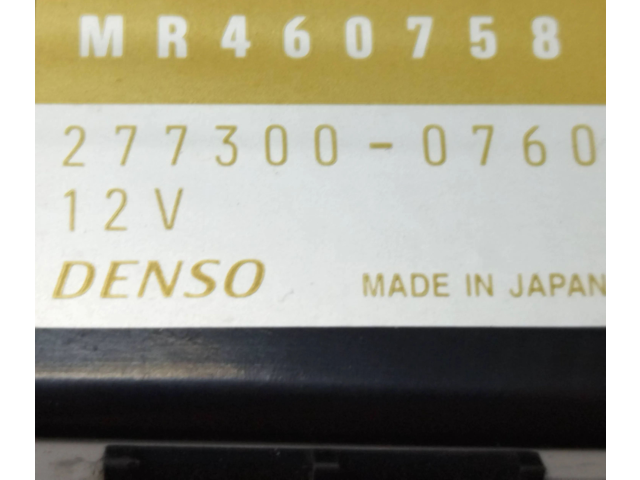 MR460758
277300-0760
12V
DENSO
MADE IN JAPAN